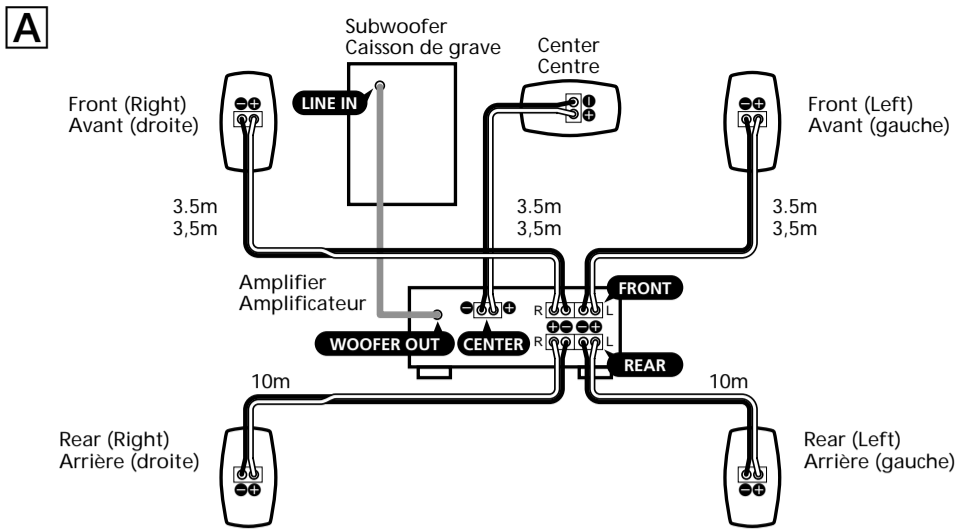 A
Subwoofer
Caisson de grave
Center
Centre
LINE IN
Front (Right)
Avant (droite)
Front (Left)
Avant (gauche)
3.5m
3,5m
3.5m
3,5m
3.5m
3,5m
Amplifier
Amplificateur
FRONT
R
L
WOOFER OUT
CENTER
R
L
REAR
10m
10m
Rear (Right)
Arrière (droite)
Rear (Left)
Arrière (gauche)